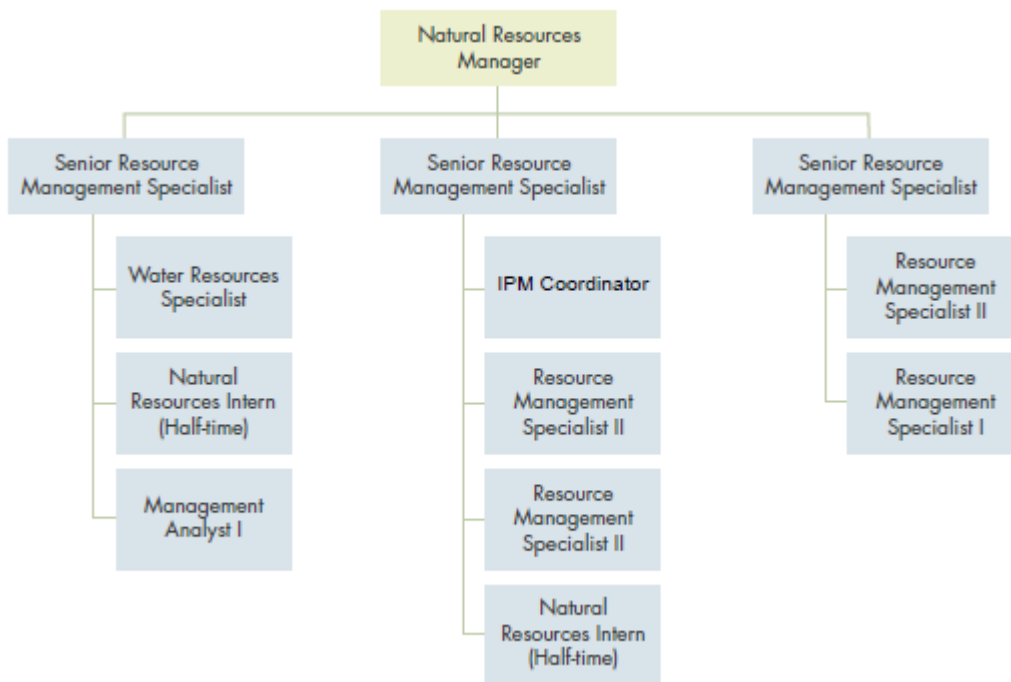 Natural Resources
Manager
Senior Resource
Management Specialist
Water Resources
Specialist
Natural
Resources Intern
(Half-time)
Management
Analyst I
Senior Resource
Management Specialist
IPM Coordinator
Resource
Management
Specialist II
Resource
Management
Specialist II
Natural
Resources Intern
(Half-time)
Senior Resource
Management Specialist
Resource
Management
Specialist II
Resource
Management
Specialist I